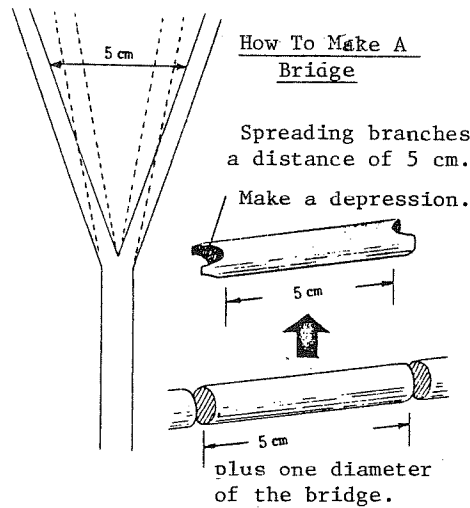 5 cm
How To Make A
Bridge
Spreading branches
a distance of 5 cm.
Make a depression.
5 cm
5 cm
plus one diameter
of the bridge.